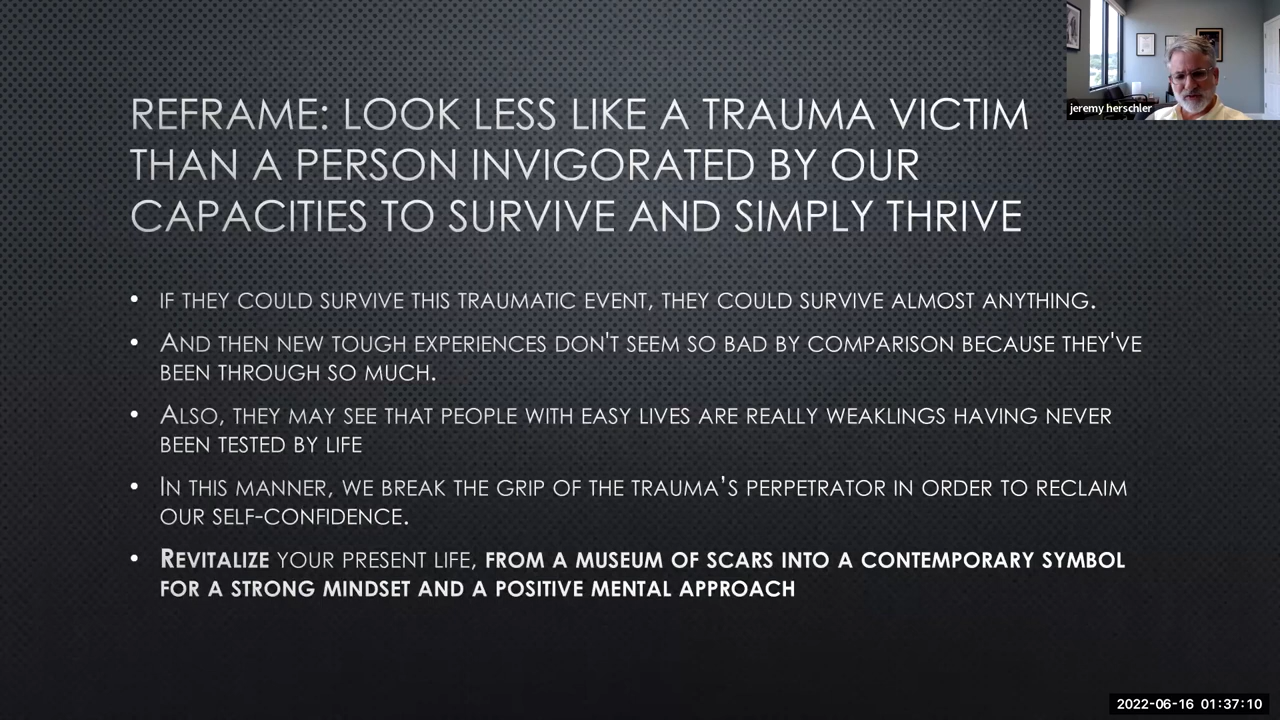 REFRAME: LOOK LESS LIKE A TRAUMA VICTIM
THAN A PERSON INVIGORATED BY OUR
CAPACITIES TO SURVIVE AND SIMPLY THRIVE
jeremy herschler
• IF THEY COULD SURVIVE THIS TRAUMATIC EVENT, THEY COULD SURVIVE ALMOST ANYTHING.
• AND THEN NEW TOUGH EXPERIENCES DON'T SEEM SO BAD BY COMPARISON BECAUSE THEY'VE
BEEN THROUGH SO MUCH.
• ALSO, THEY MAY SEE THAT PEOPLE WITH EASY LIVES ARE REALLY WEAKLINGS HAVING NEVER
BEEN TESTED BY LIFE
• IN THIS MANNER, WE BREAK THE GRIP OF THE TRAUMA’S PERPETRATOR IN ORDER TO RECLAIM
OUR SELF-CONFIDENCE.
• REVITALIZE YOUR PRESENT LIFE, FROM A MUSEUM OF SCARS INTO A CONTEMPORARY SYMBOL
FOR A STRONG MINDSET AND A POSITIVE MENTAL APPROACH
2022-06-16 01:37:10